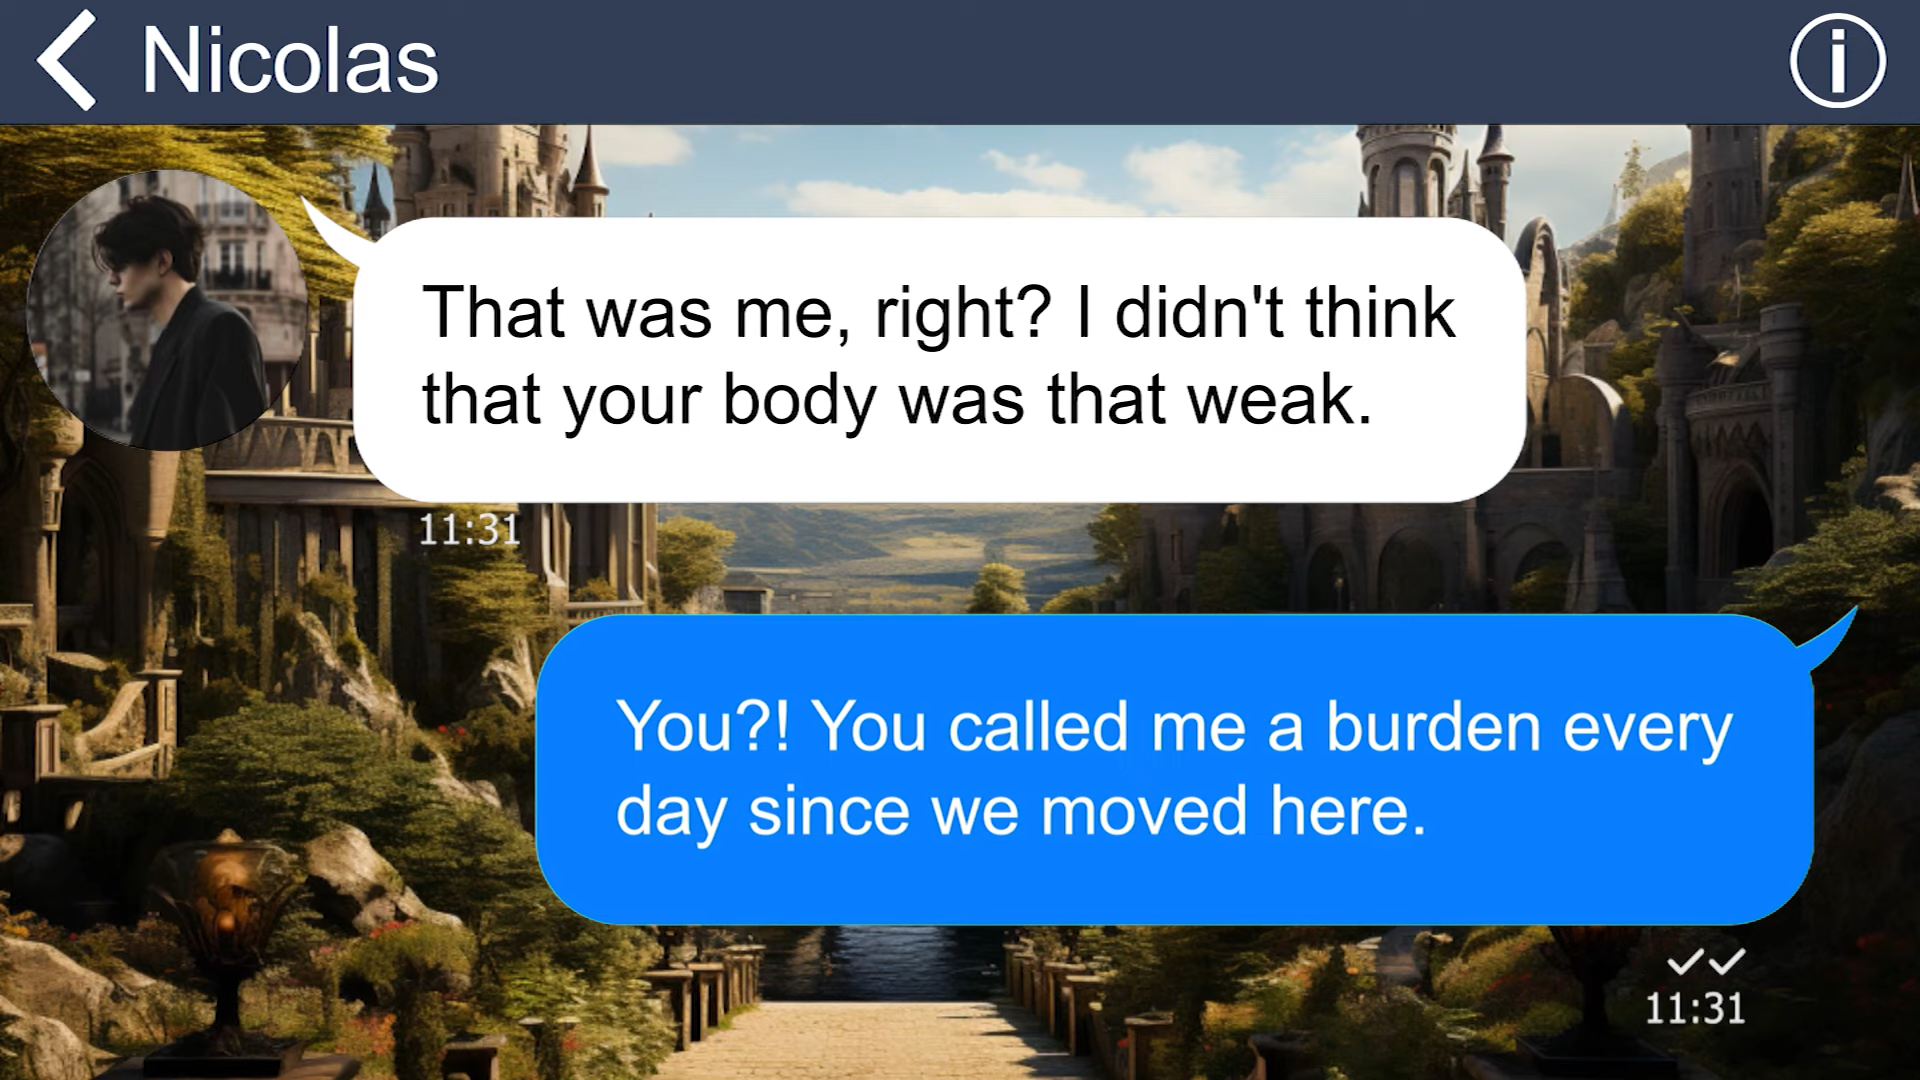 Nicolas
That was me, right? I didn't think
that your body was that weak.
11:31
You?! You called me a burden every
day since we moved here.
11:31